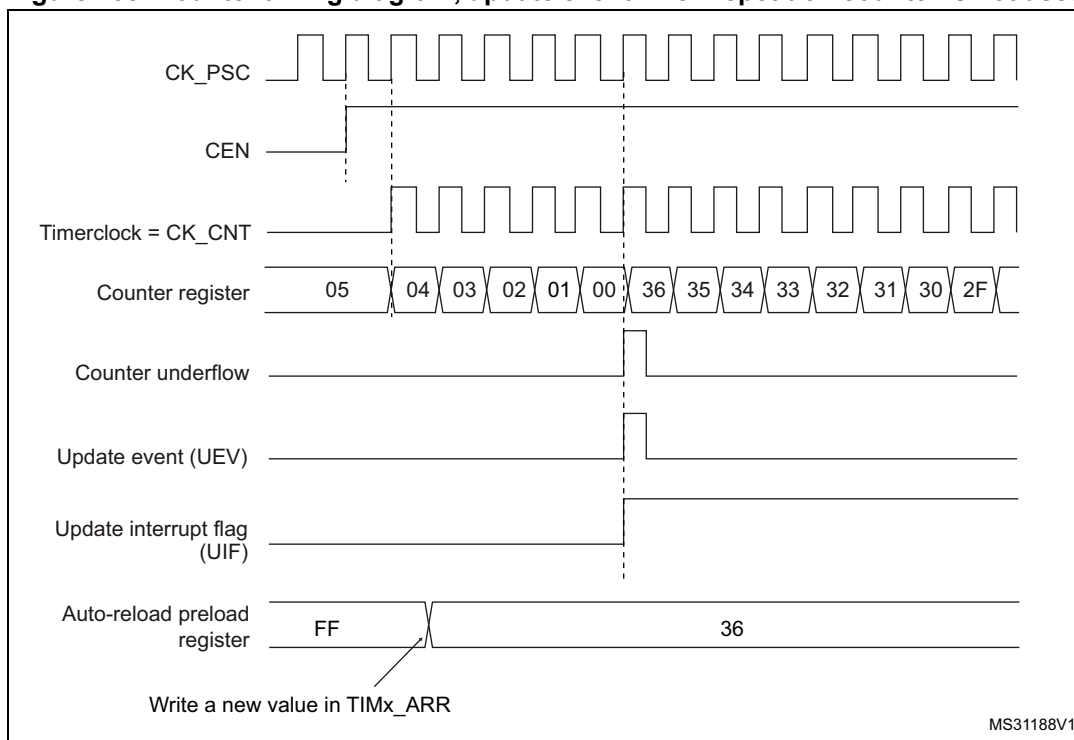 CK_PSC
CEN
Timerclock = CK_CNT
Counter register 05 04 03 02 01 00 36 35 34 33 32 31 30 2F
Counter underflow
Update event (UEV)
Update interrupt flag
(UIF)
Auto-reload preload
register FF 36
Write a new value in TIMx_ARR
MS31188V1